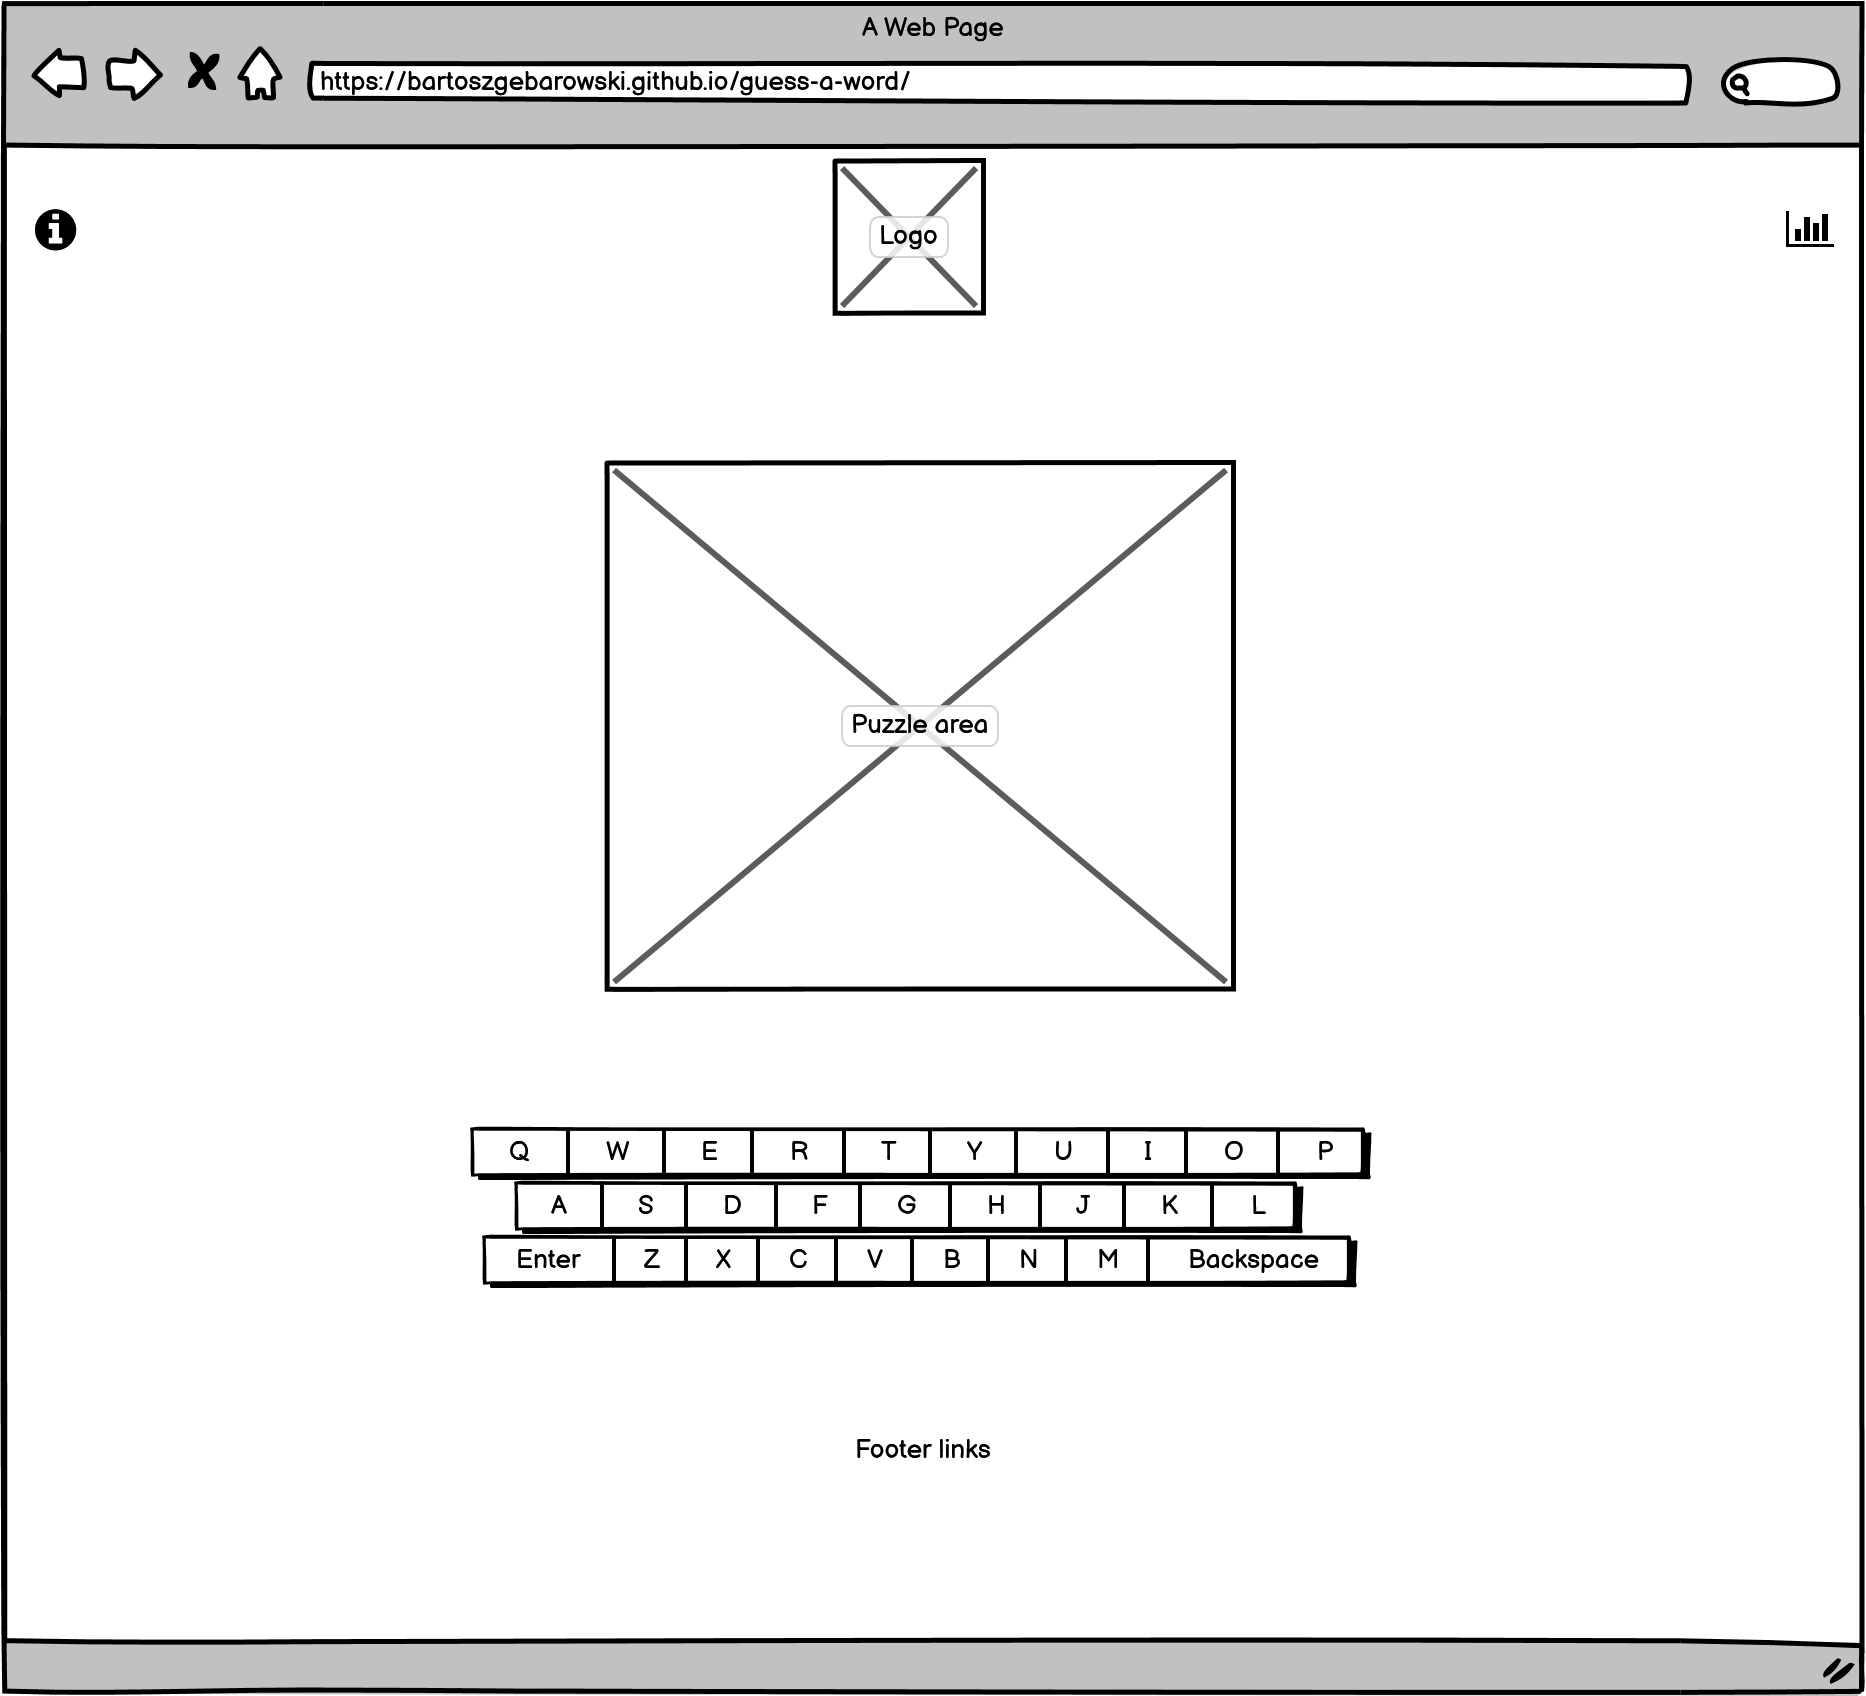 A Web Page
https://bartoszgebarowski.github.io/guess-a-word/
Logo
Puzzle area
Q W E R T Y U I O P
A S D F G H J K L
Enter Z X C V B N M Backspace
Footer links